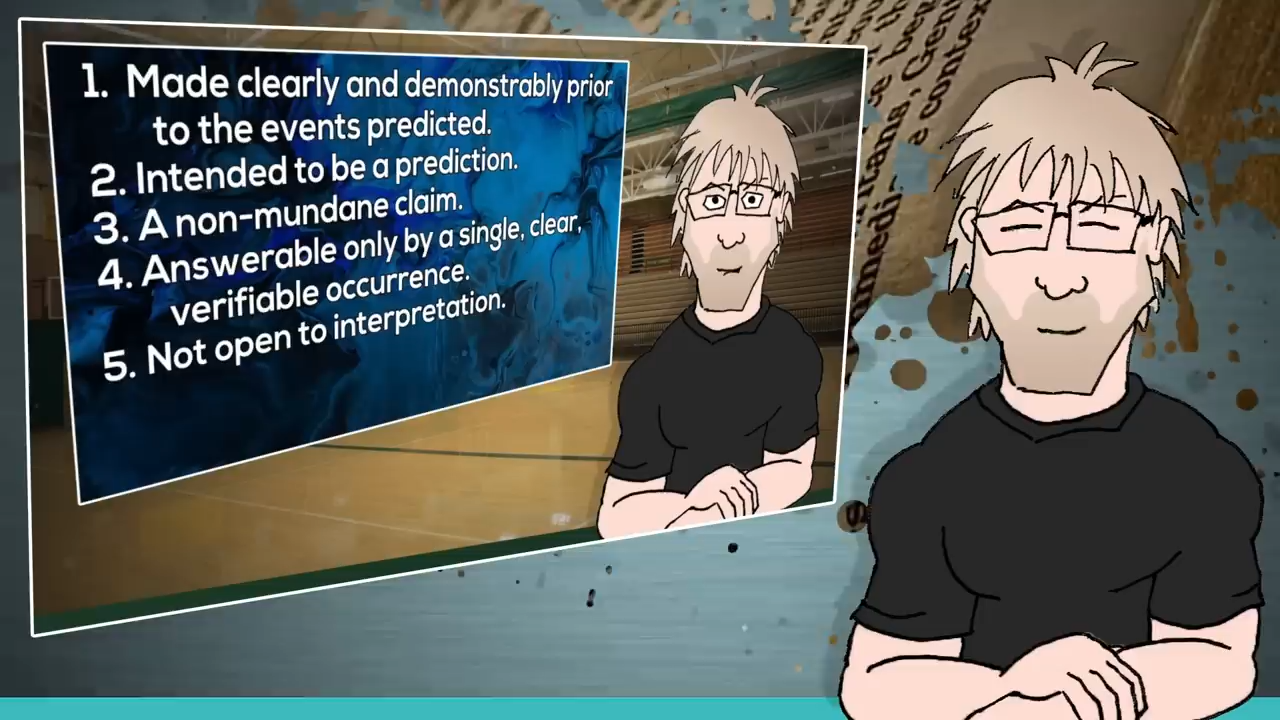 1. Made clearly and demonstrably prior
to the events predicted.
2. Intended to be a prediction.
3. A non-mundane claim.
4. Answerable only by a single, clear,
verifiable occurrence.
5. Not open to interpretation.
e context